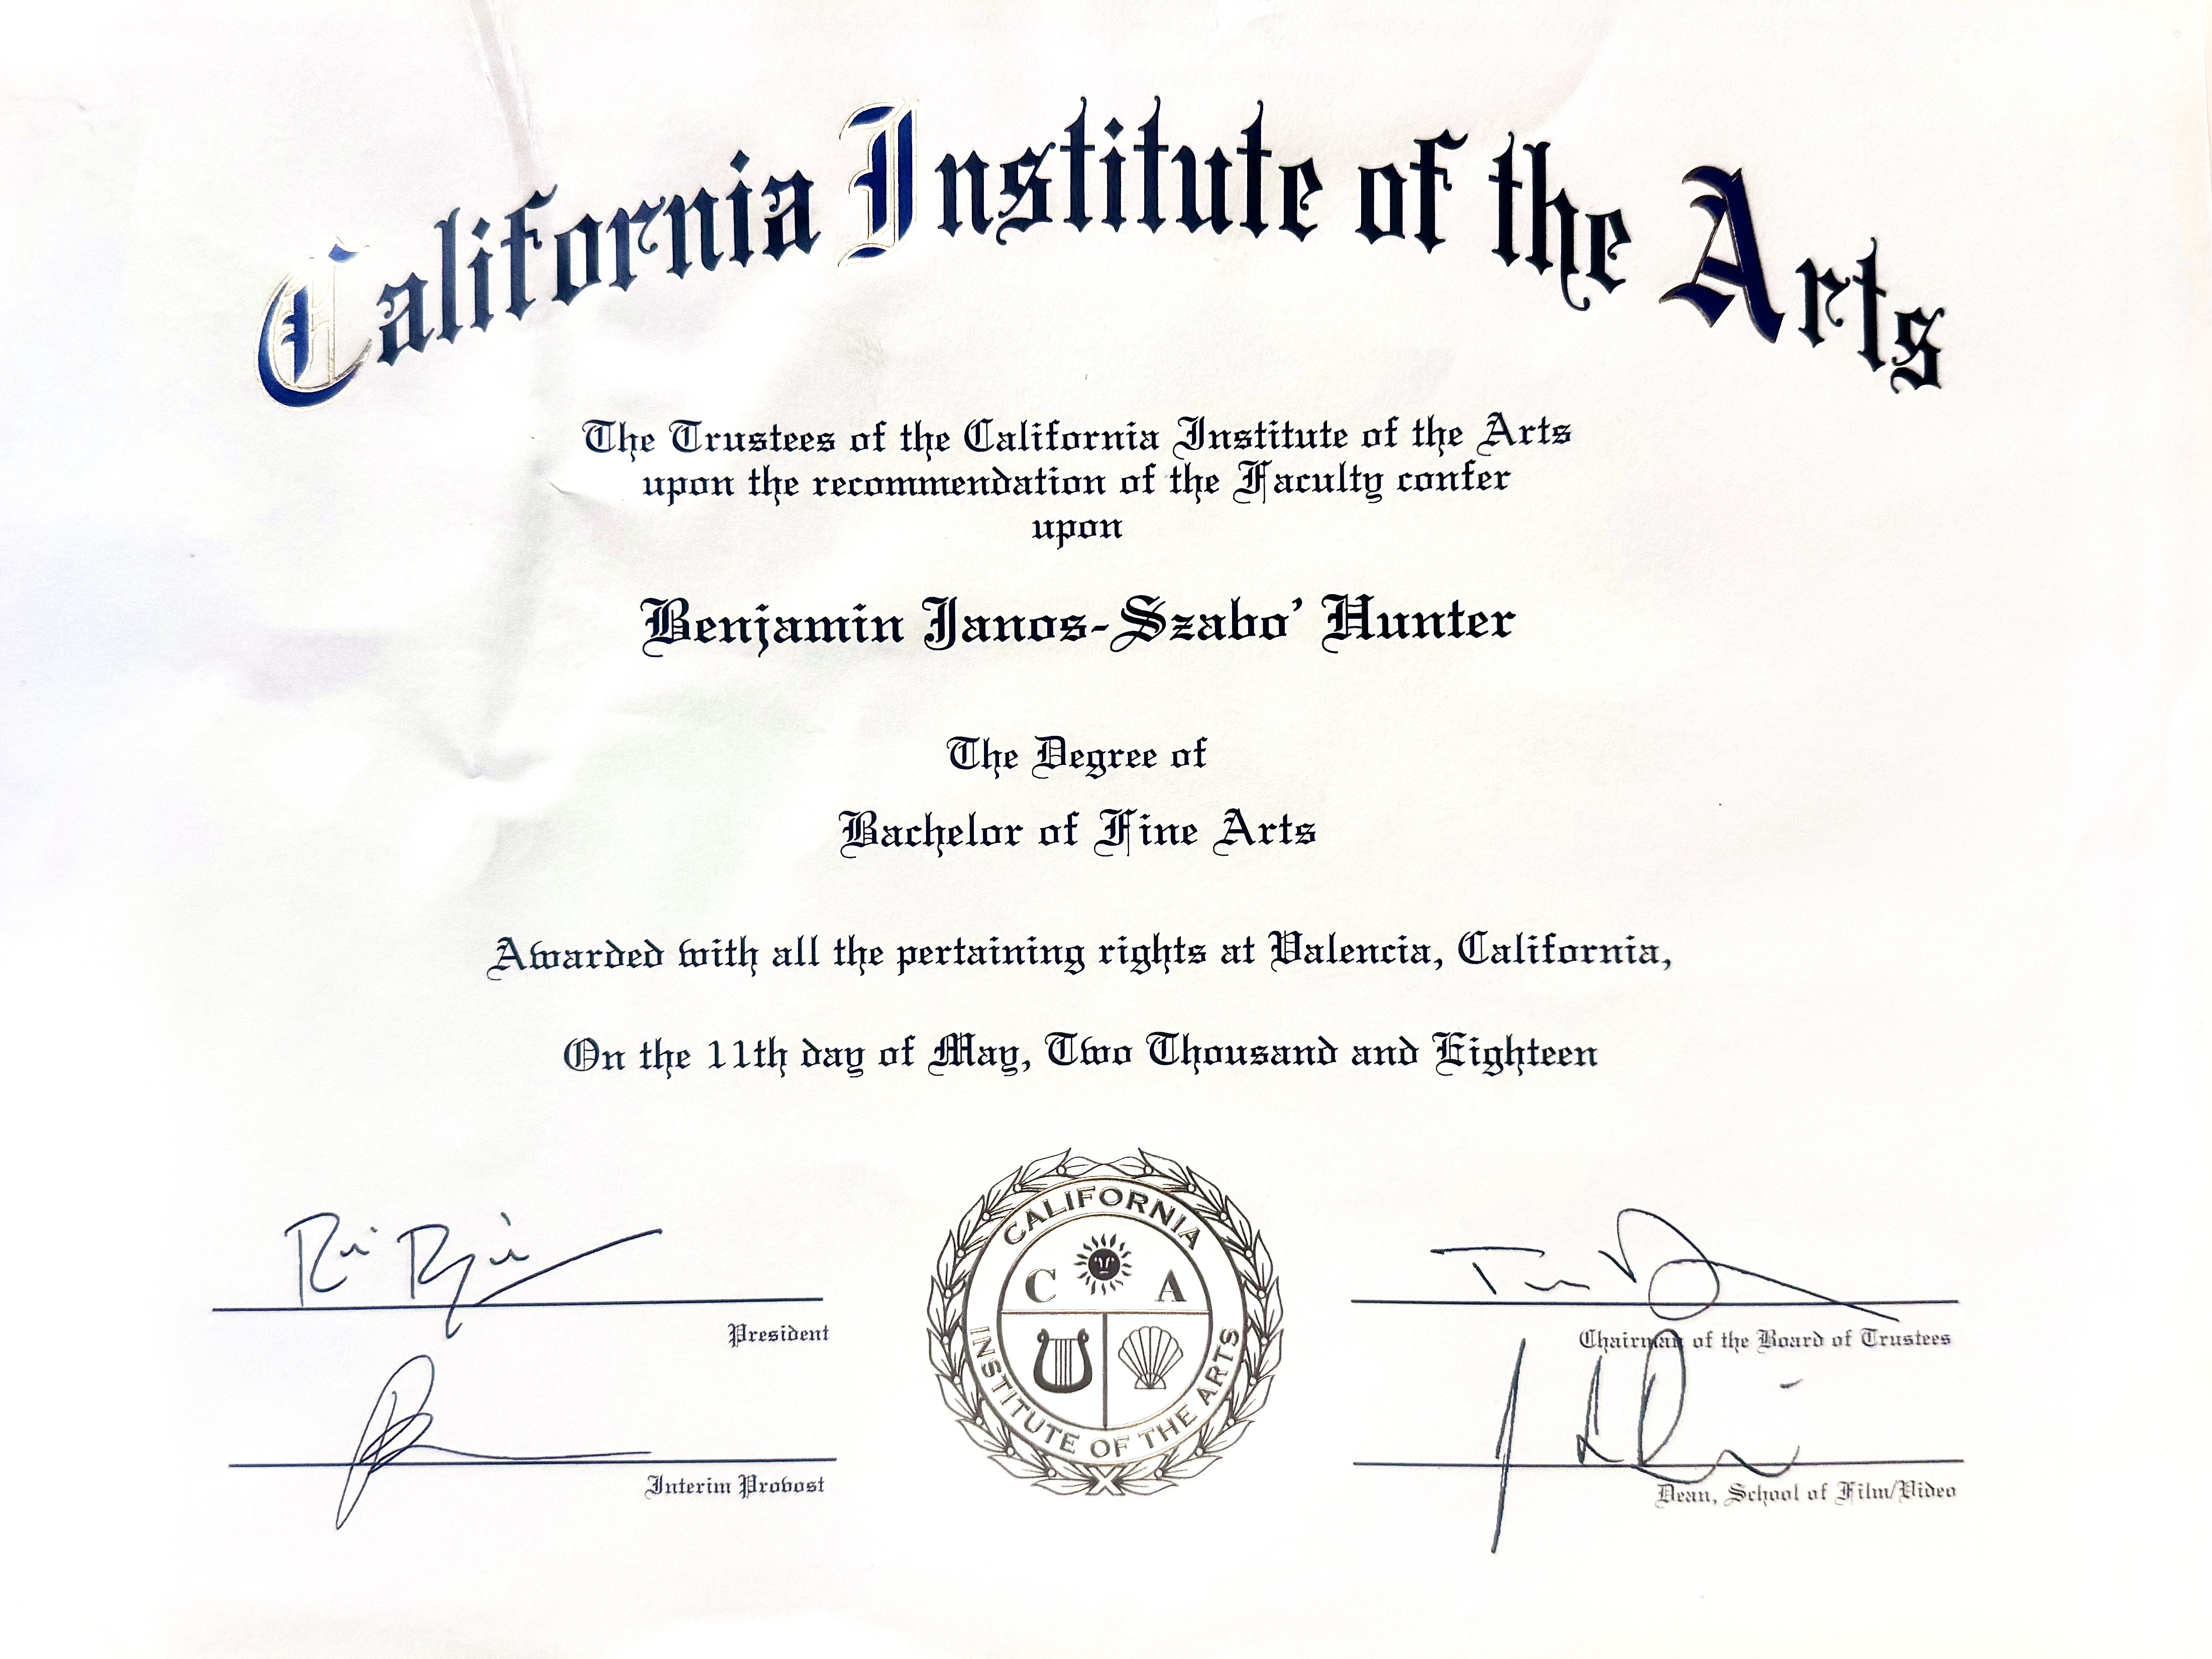 California Institute of the Arts
The Trustees of the California Institute of the Arts
upon the recommendation of the Faculty confer
upon
Benjamin Janos-Szabo' Hunter
The Degree of
Bachelor of Fine Arts
Awarded with all the pertaining rights at Valencia, California,
On the 11th day of May, Two Thousand and Eighteen
CALIFORNIA
C A
INSTITUTE OF THE ARTS
President
Chairman of the Board of Trustees
Interim Provost
Dean, School of Film/Video